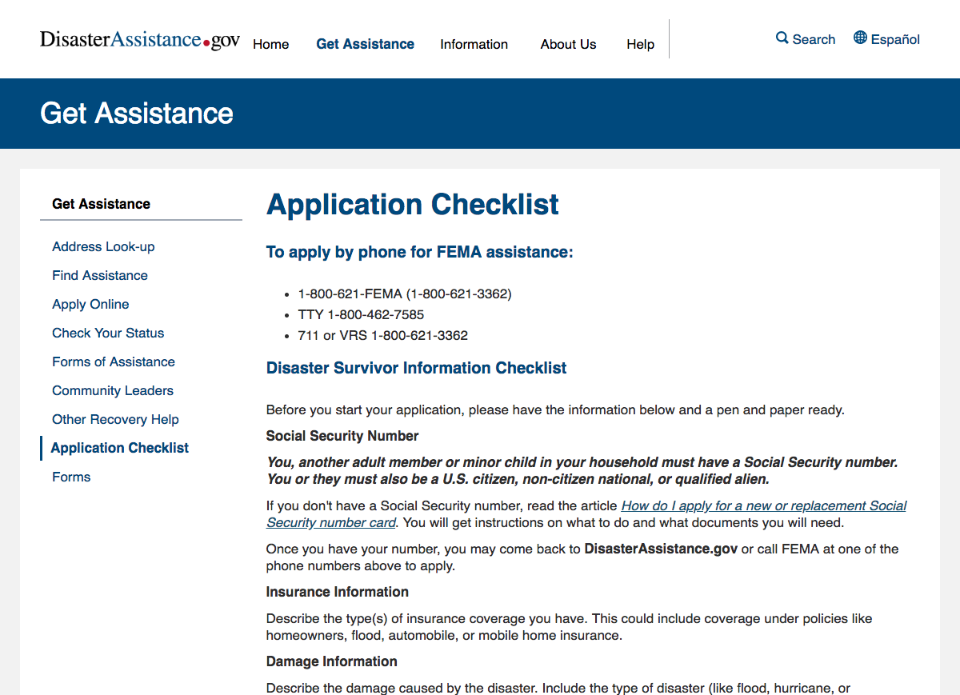 DisasterAssistance.gov
Home Get Assistance Information About Us Help
Search Español
Get Assistance
Get Assistance
Address Look-up
Find Assistance
Apply Online
Check Your Status
Forms of Assistance
Community Leaders
Other Recovery Help
Application Checklist
Forms
Application Checklist
To apply by phone for FEMA assistance:
• 1-800-621-FEMA (1-800-621-3362)
• TTY 1-800-462-7585
• 711 or VRS 1-800-621-3362
Disaster Survivor Information Checklist
Before you start your application, please have the information below and a pen and paper ready.
Social Security Number
You, another adult member or minor child in your household must have a Social Security number.
You or they must also be a U.S. citizen, non-citizen national, or qualified alien.
If you don't have a Social Security number, read the article How do I apply for a new or replacement Social
Security number card. You will get instructions on what to do and what documents you will need.
Once you have your number, you may come back to DisasterAssistance.gov or call FEMA at one of the
phone numbers above to apply.
Insurance Information
Describe the type(s) of insurance coverage you have. This could include coverage under policies like
homeowners, flood, automobile, or mobile home insurance.
Damage Information
Describe the damage caused by the disaster. Include the type of disaster (like flood, hurricane, or